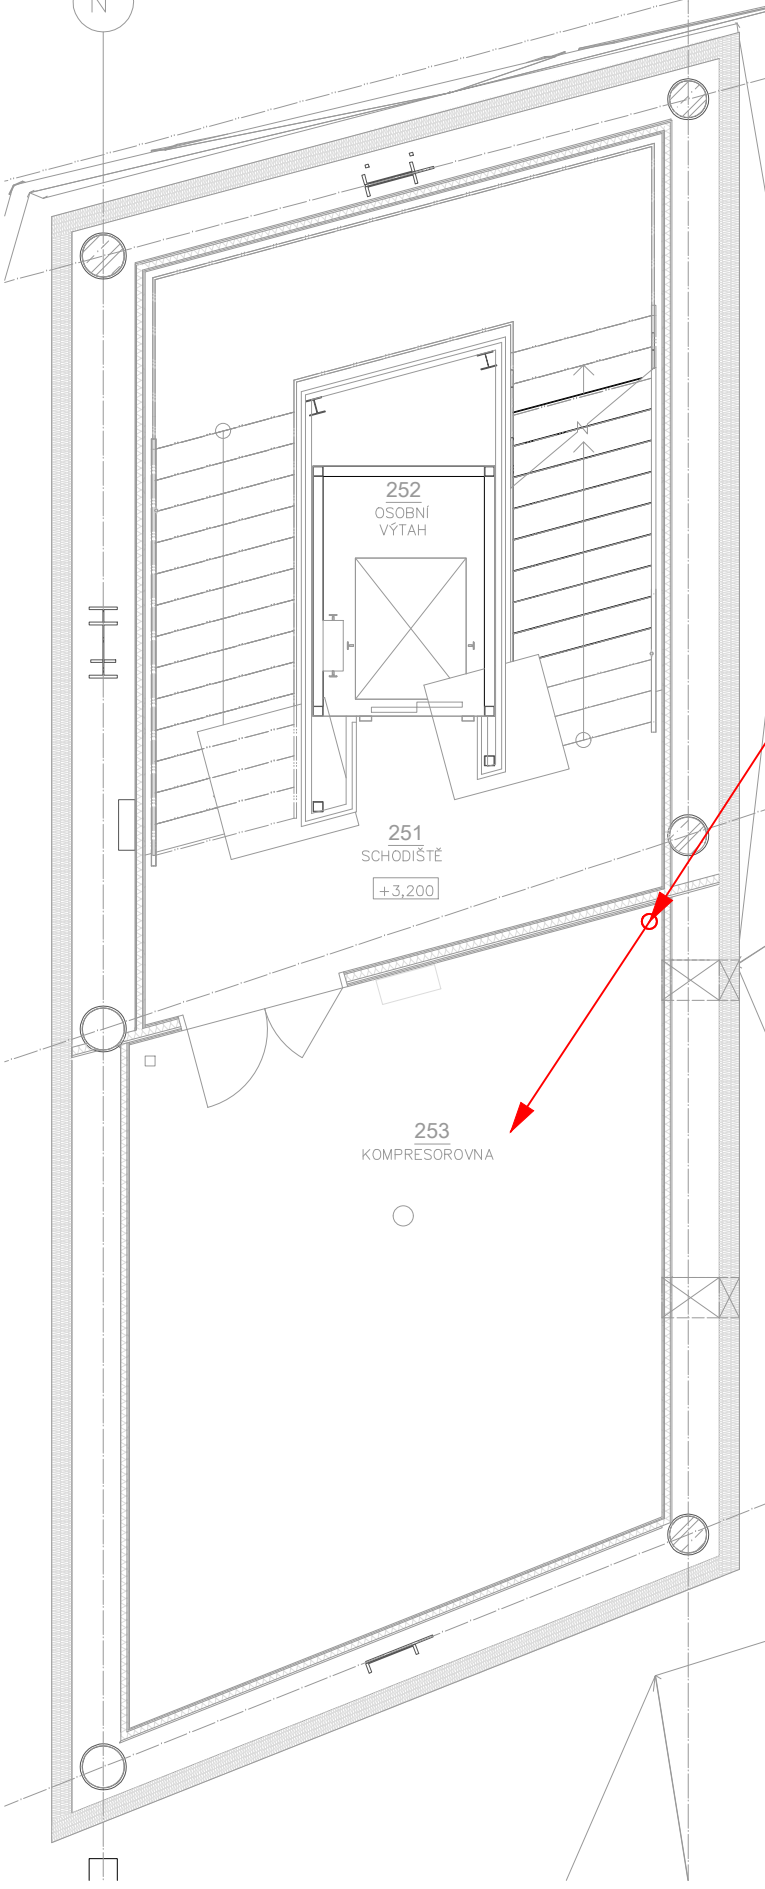 N
252
OSOBNÍ
VÝTAH
251
SCHODIŠTĚ
+3,200
253
KOMPRESOROVNA